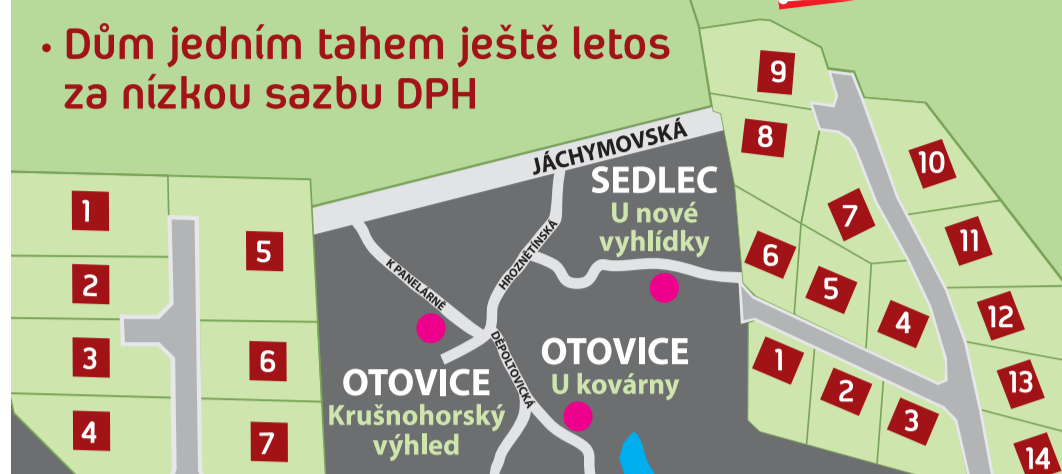 • Dům jedním tahem ještě letos
za nízkou sazbu DPH
JÁCHYMOVSKÁ
SEDLEC
U nové
vyhlídky
K PANELÁRNĚ
HROZNĚTÍNSKÁ
DĚPOLTOVICKÁ
OTOVICE
Krušnohorský
výhled
OTOVICE
U kovárny
1
2
3
4
5
6
7
9
8
7
6
5
4
1
2
3
10
11
12
13
14